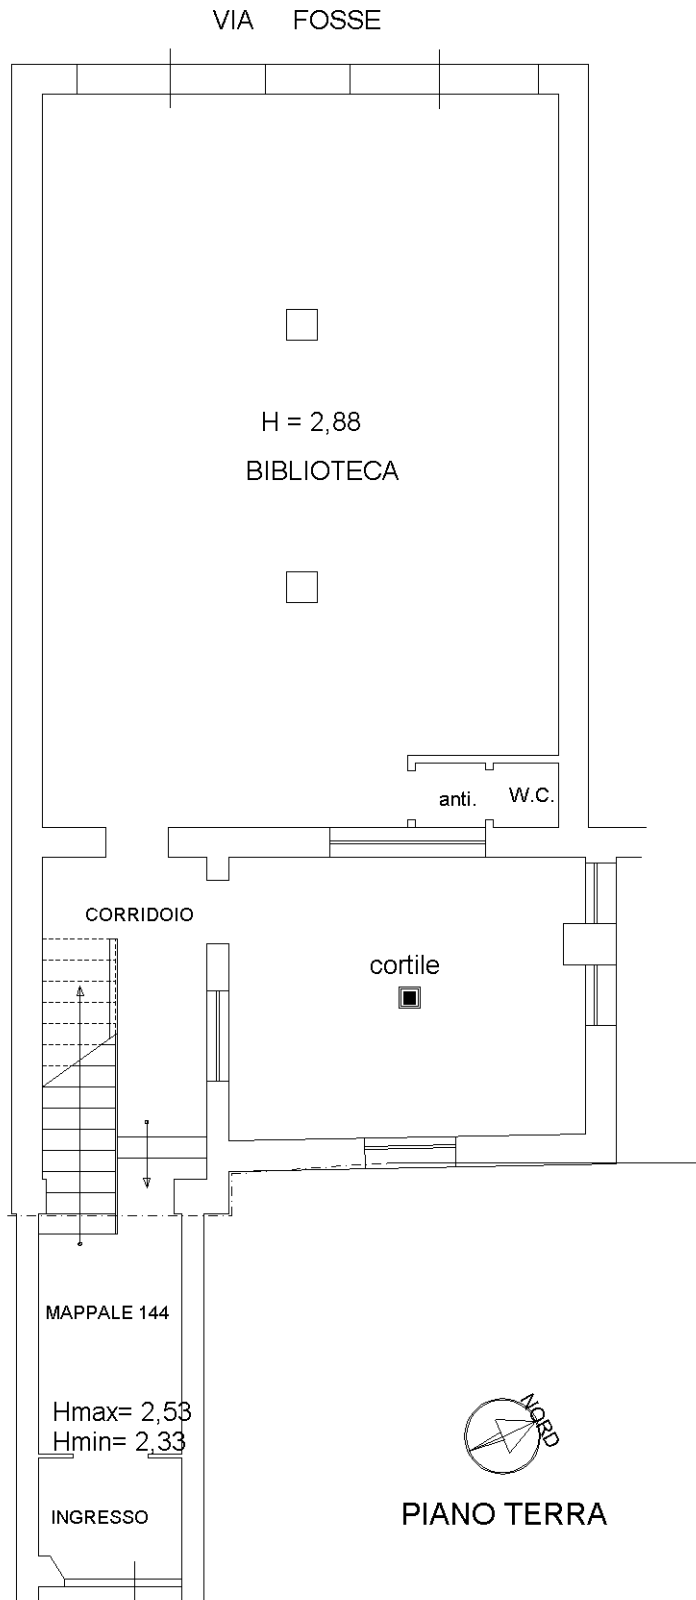 VIA FOSSE
H = 2,88
BIBLIOTECA
anti. W.C.
CORRIDOIO
cortile
MAPPALE 144
Hmax= 2,53
Hmin= 2,33
NORD
INGRESSO
PIANO TERRA